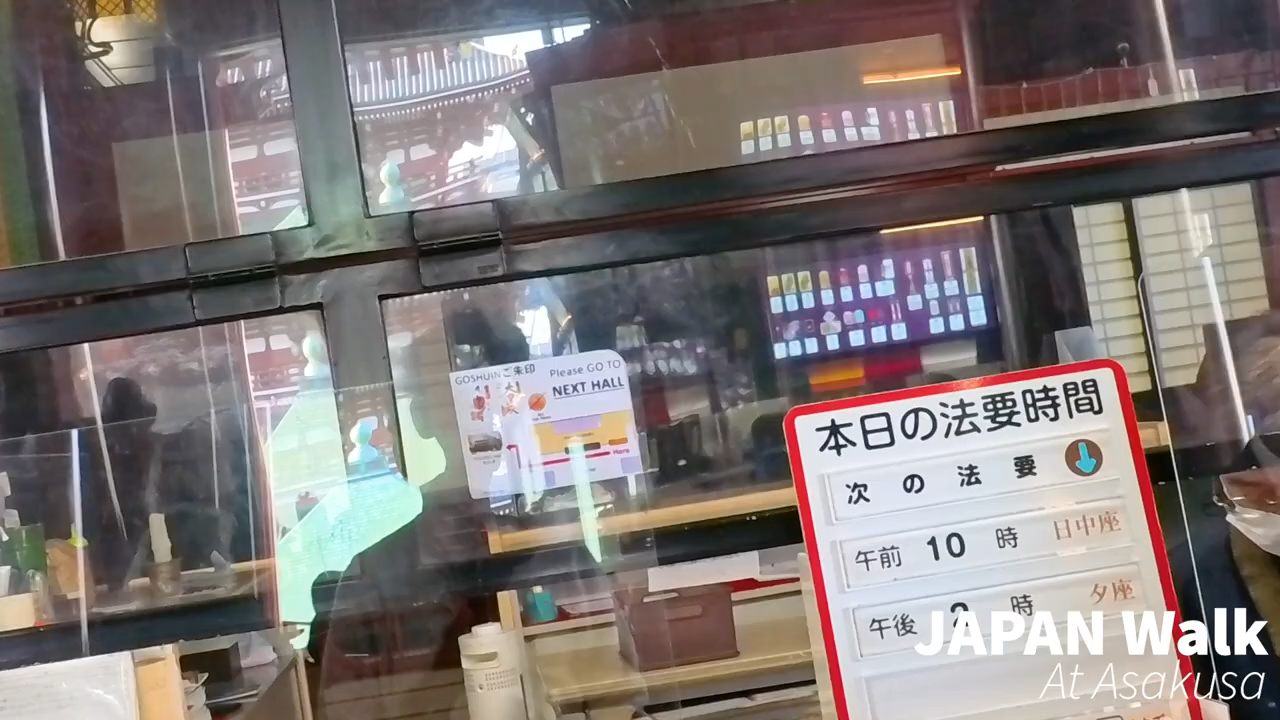 GOSHUIN ご朱印
Please GO TO
NEXT HALL
Here
本日の法要時間
次の法要
午前 10 時 日中座
午後 2 時 夕座
JAPAN Walk
At Asakusa